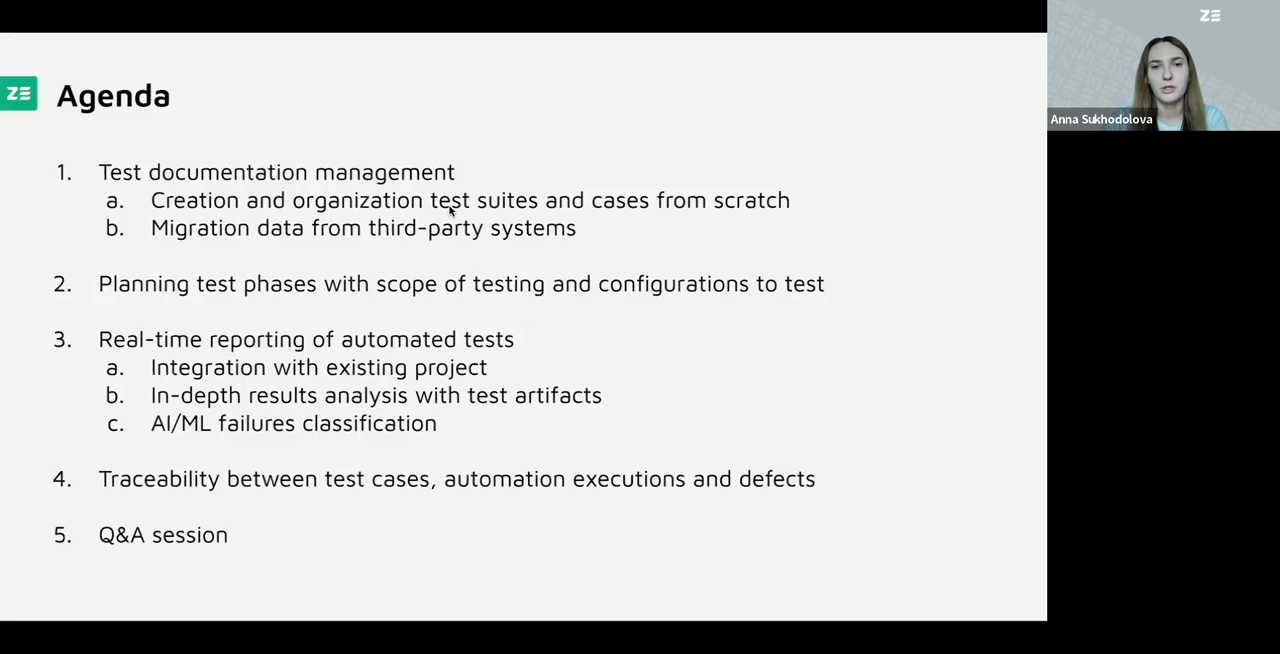 ZE
Agenda
1. Test documentation management
a. Creation and organization test suites and cases from scratch
b. Migration data from third-party systems
2. Planning test phases with scope of testing and configurations to test
3. Real-time reporting of automated tests
a. Integration with existing project
b. In-depth results analysis with test artifacts
c. AI/ML failures classification
4. Traceability between test cases, automation executions and defects
5. Q&A session
ZE
Anna Sukhodolova